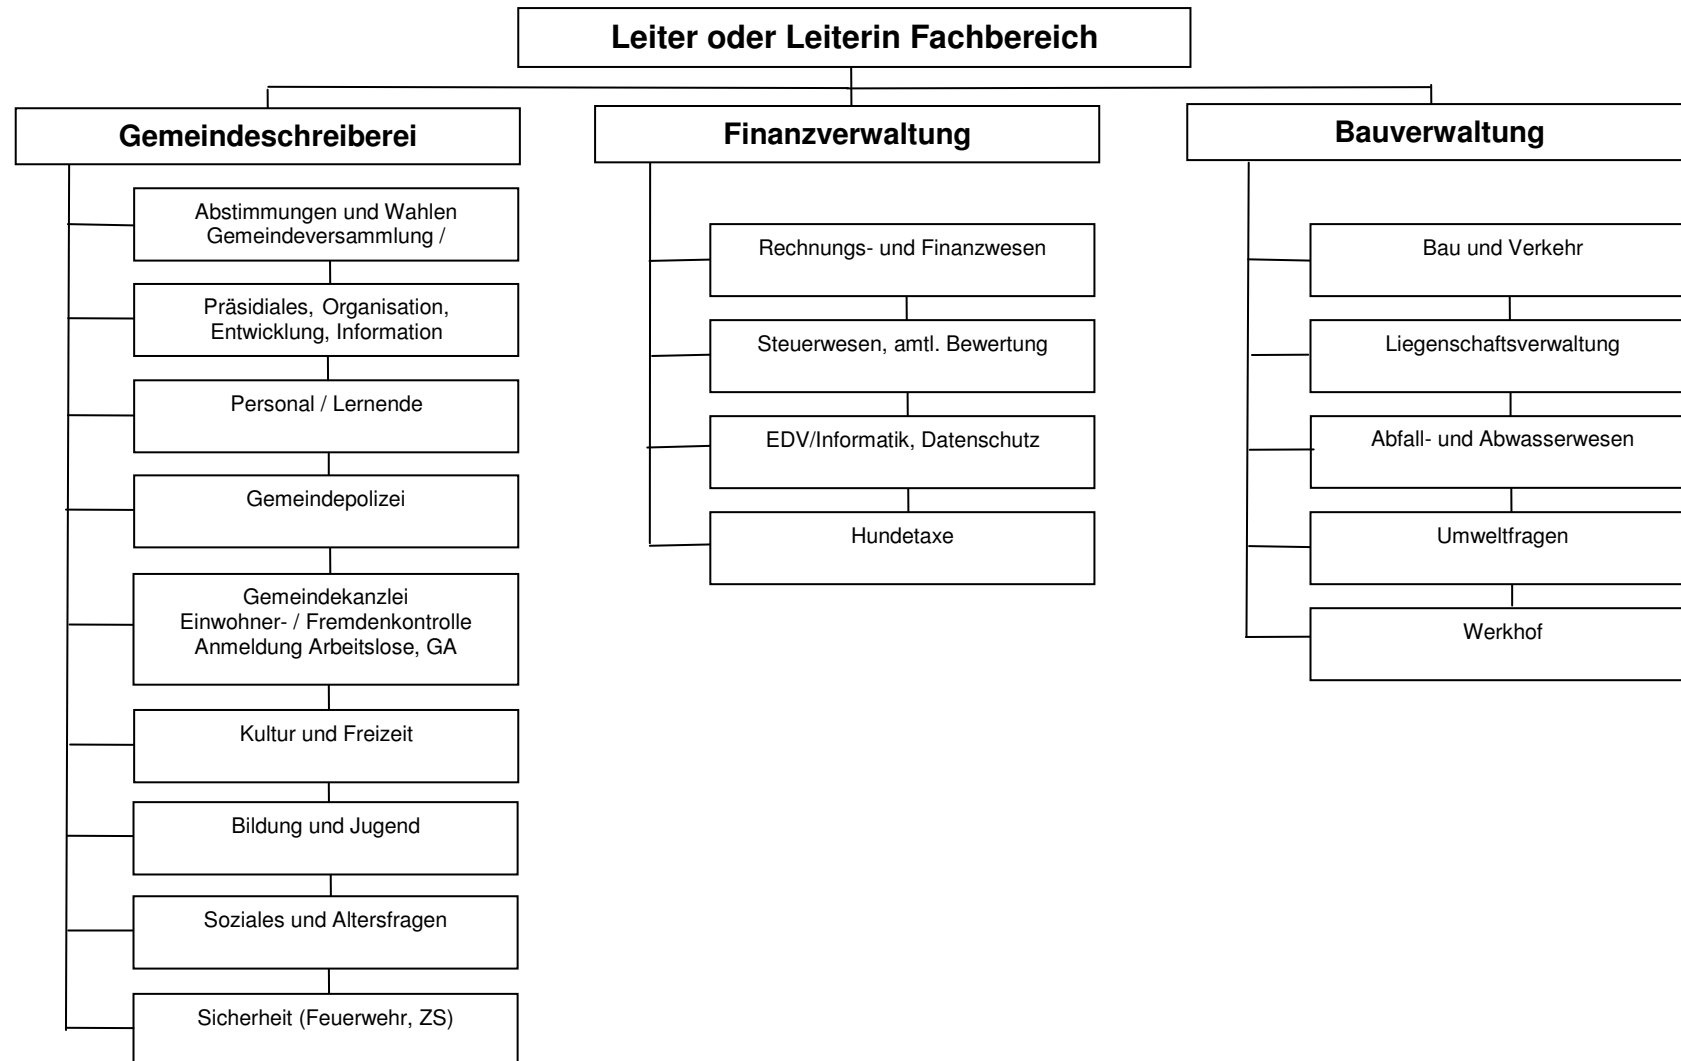 Leiter oder Leiterin Fachbereich
Gemeindeschreiberei
Abstimmungen und Wahlen
Gemeindeversammlung /
Präsidiales, Organisation,
Entwicklung, Information
Personal / Lernende
Gemeindepolizei
Gemeindekanzlei
Einwohner- / Fremdenkontrolle
Anmeldung Arbeitslose, GA
Kultur und Freizeit
Bildung und Jugend
Soziales und Altersfragen
Sicherheit (Feuerwehr, ZS)
Finanzverwaltung
Rechnungs- und Finanzwesen
Steuerwesen, amtl. Bewertung
EDV/Informatik, Datenschutz
Hundetaxe
Bauverwaltung
Bau und Verkehr
Liegenschaftsverwaltung
Abfall- und Abwasserwesen
Umweltfragen
Werkhof